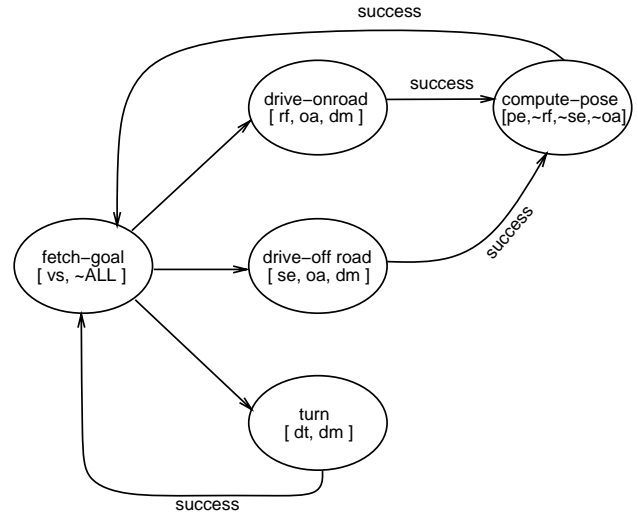 success
drive−onroad
[ rf, oa, dm ]
success
compute−pose
[pe,~rf,~se,~oa]
fetch−goal
[ vs, ~ALL ]
drive−off road
[ se, oa, dm ]
success
turn
[ dt, dm ]
success